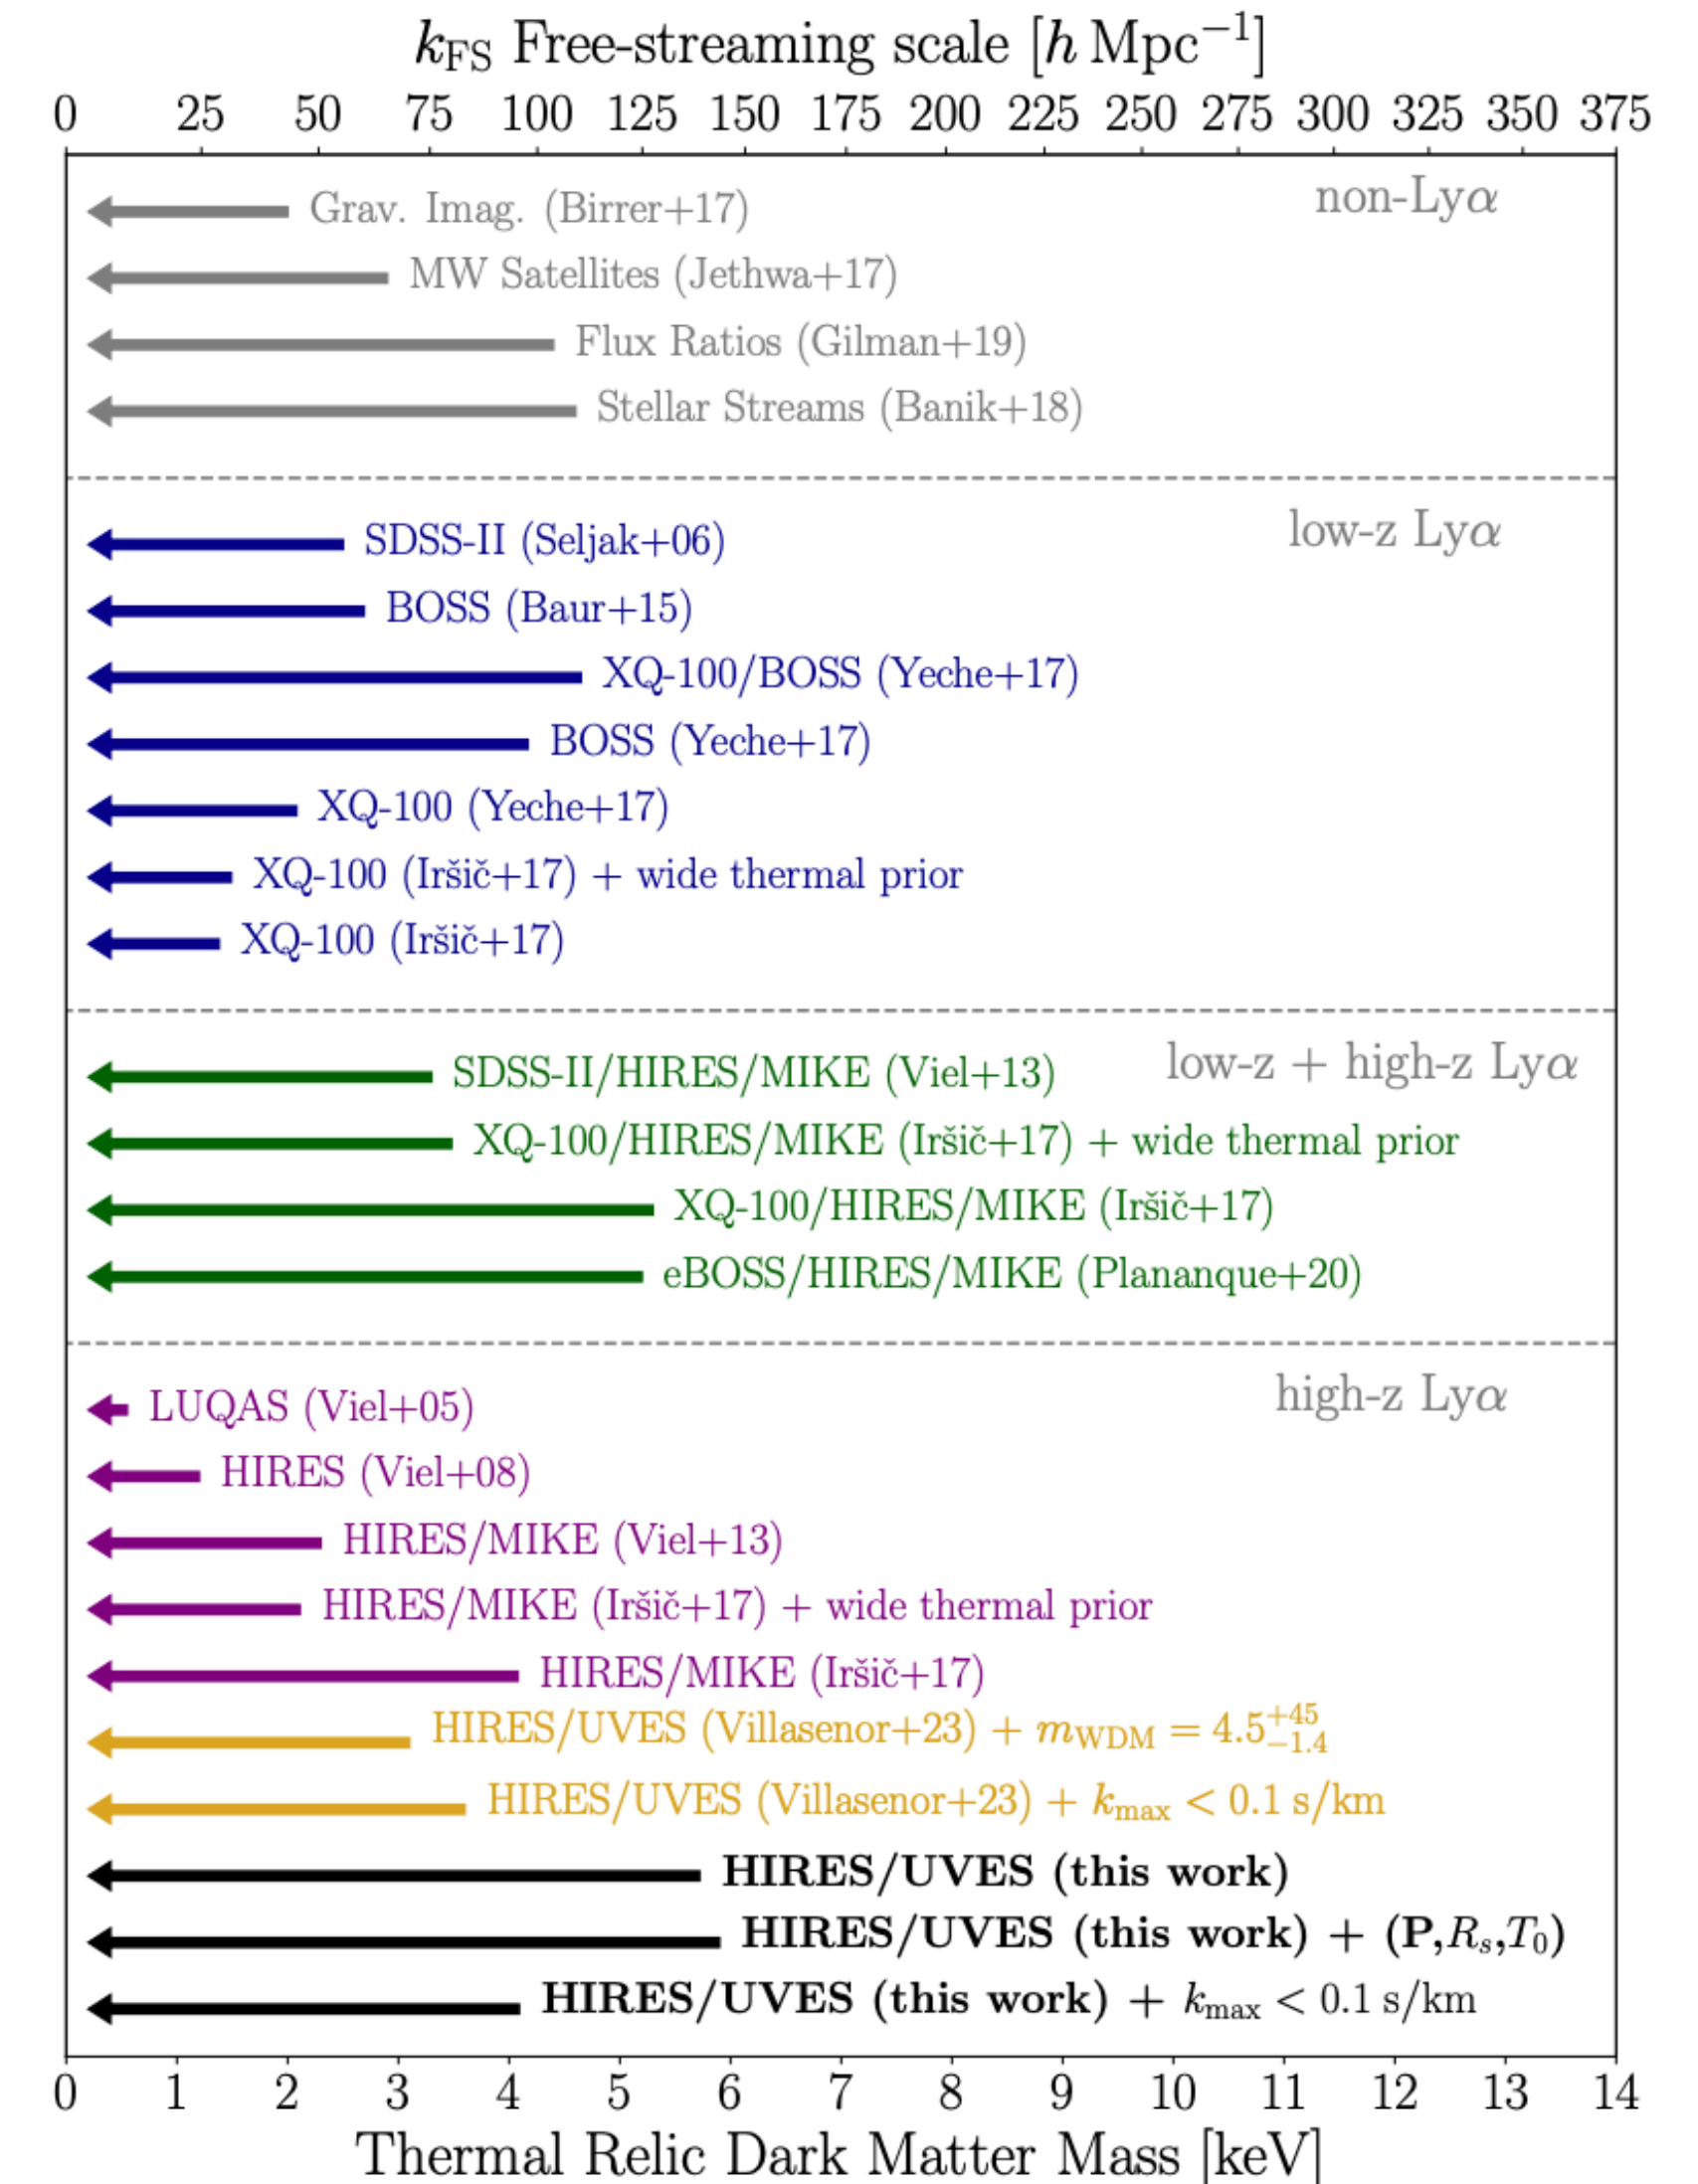 k_FS Free-streaming scale [h Mpc⁻¹]
0 25 50 75 100 125 150 175 200 225 250 275 300 325 350 375
non-Lyα
Grav. Imag. (Birrer+17)
MW Satellites (Jethwa+17)
Flux Ratios (Gilman+19)
Stellar Streams (Banik+18)
low-z Lyα
SDSS-II (Seljak+06)
BOSS (Baur+15)
XQ-100/BOSS (Yeche+17)
BOSS (Yeche+17)
XQ-100 (Yeche+17)
XQ-100 (Iršič+17) + wide thermal prior
XQ-100 (Iršič+17)
low-z + high-z Lyα
SDSS-II/HIRES/MIKE (Viel+13)
XQ-100/HIRES/MIKE (Iršič+17) + wide thermal prior
XQ-100/HIRES/MIKE (Iršič+17)
eBOSS/HIRES/MIKE (Plananque+20)
high-z Lyα
LUQAS (Viel+05)
HIRES (Viel+08)
HIRES/MIKE (Viel+13)
HIRES/MIKE (Iršič+17) + wide thermal prior
HIRES/MIKE (Iršič+17)
HIRES/UVES (Villasenor+23) + m_WDM = 4.5^{+45}_{−1.4}
HIRES/UVES (Villasenor+23) + k_max < 0.1 s/km
HIRES/UVES (this work)
HIRES/UVES (this work) + (P,R_s,T_0)
HIRES/UVES (this work) + k_max < 0.1 s/km
0 1 2 3 4 5 6 7 8 9 10 11 12 13 14
Thermal Relic Dark Matter Mass [keV]